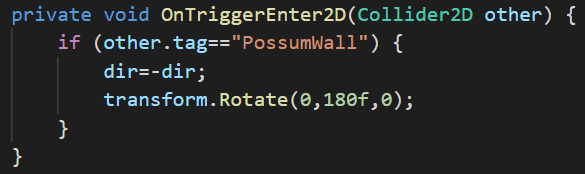 private void OnTriggerEnter2D(Collider2D other) {
    if (other.tag=="PossumWall") {
        dir=-dir;
        transform.Rotate(0,180f,0);
    }
}